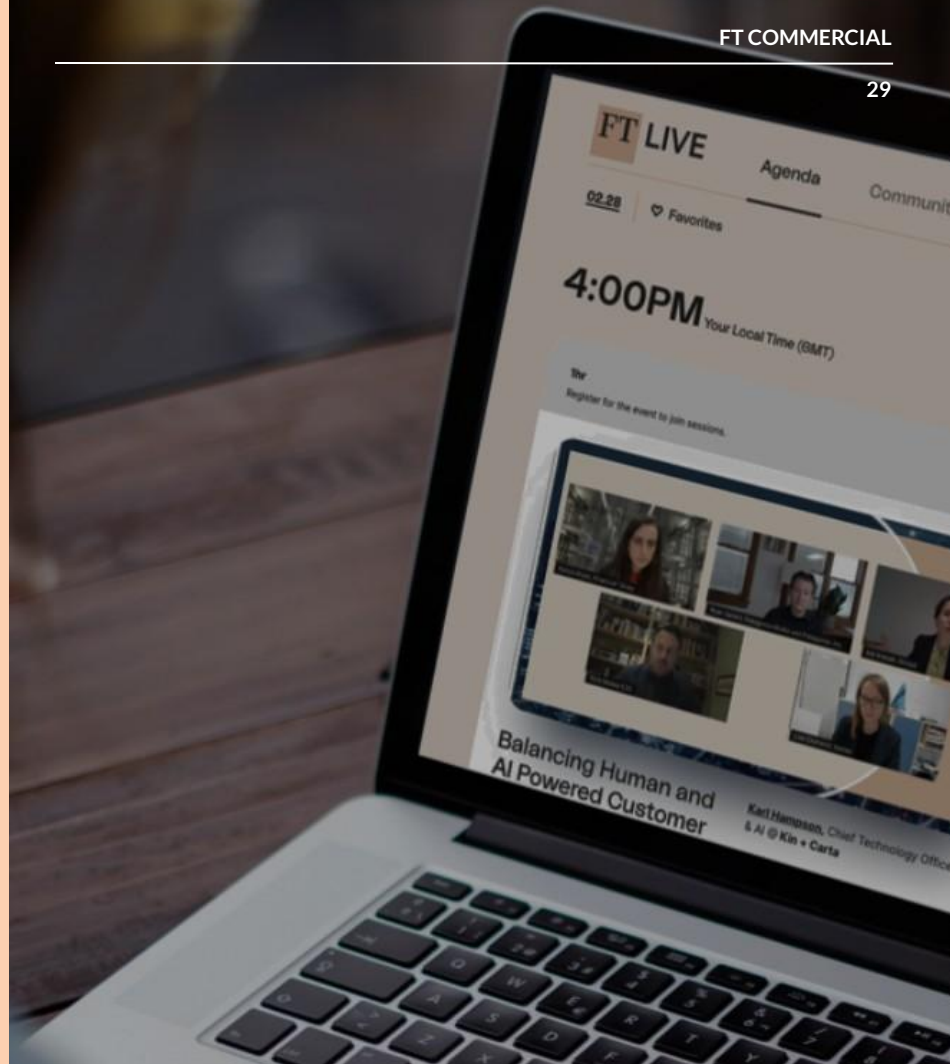 FT COMMERCIAL
29
FT LIVE
Agenda
02.28
Favorites
4:00PM Your Local Time (GMT)
1hr
Register for the event to join sessions.
Balancing Human and
AI Powered Customer
Karl Hampson, Chief Technology
& AI @ Kin + Carta
Q
W
E
R
T
A
S
D
F
Z
X